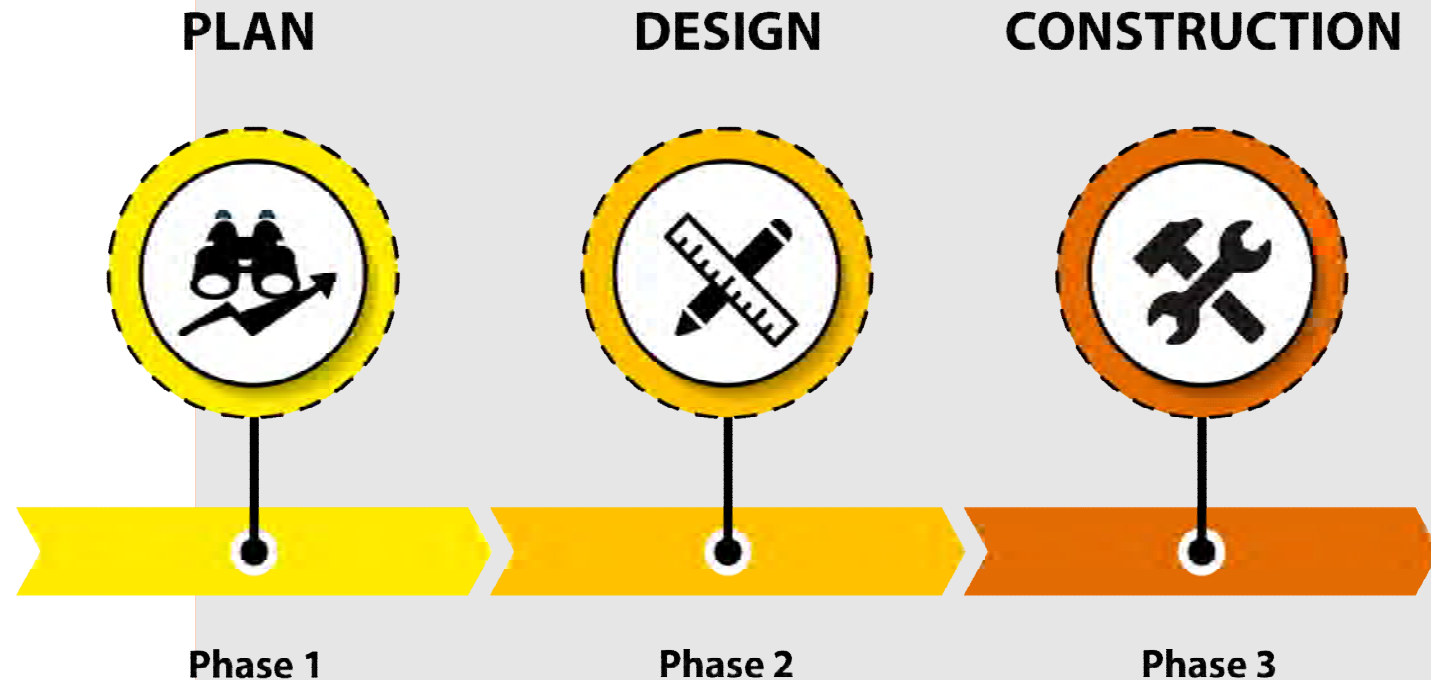 PLAN
DESIGN
CONSTRUCTION
Phase 1
Phase 2
Phase 3